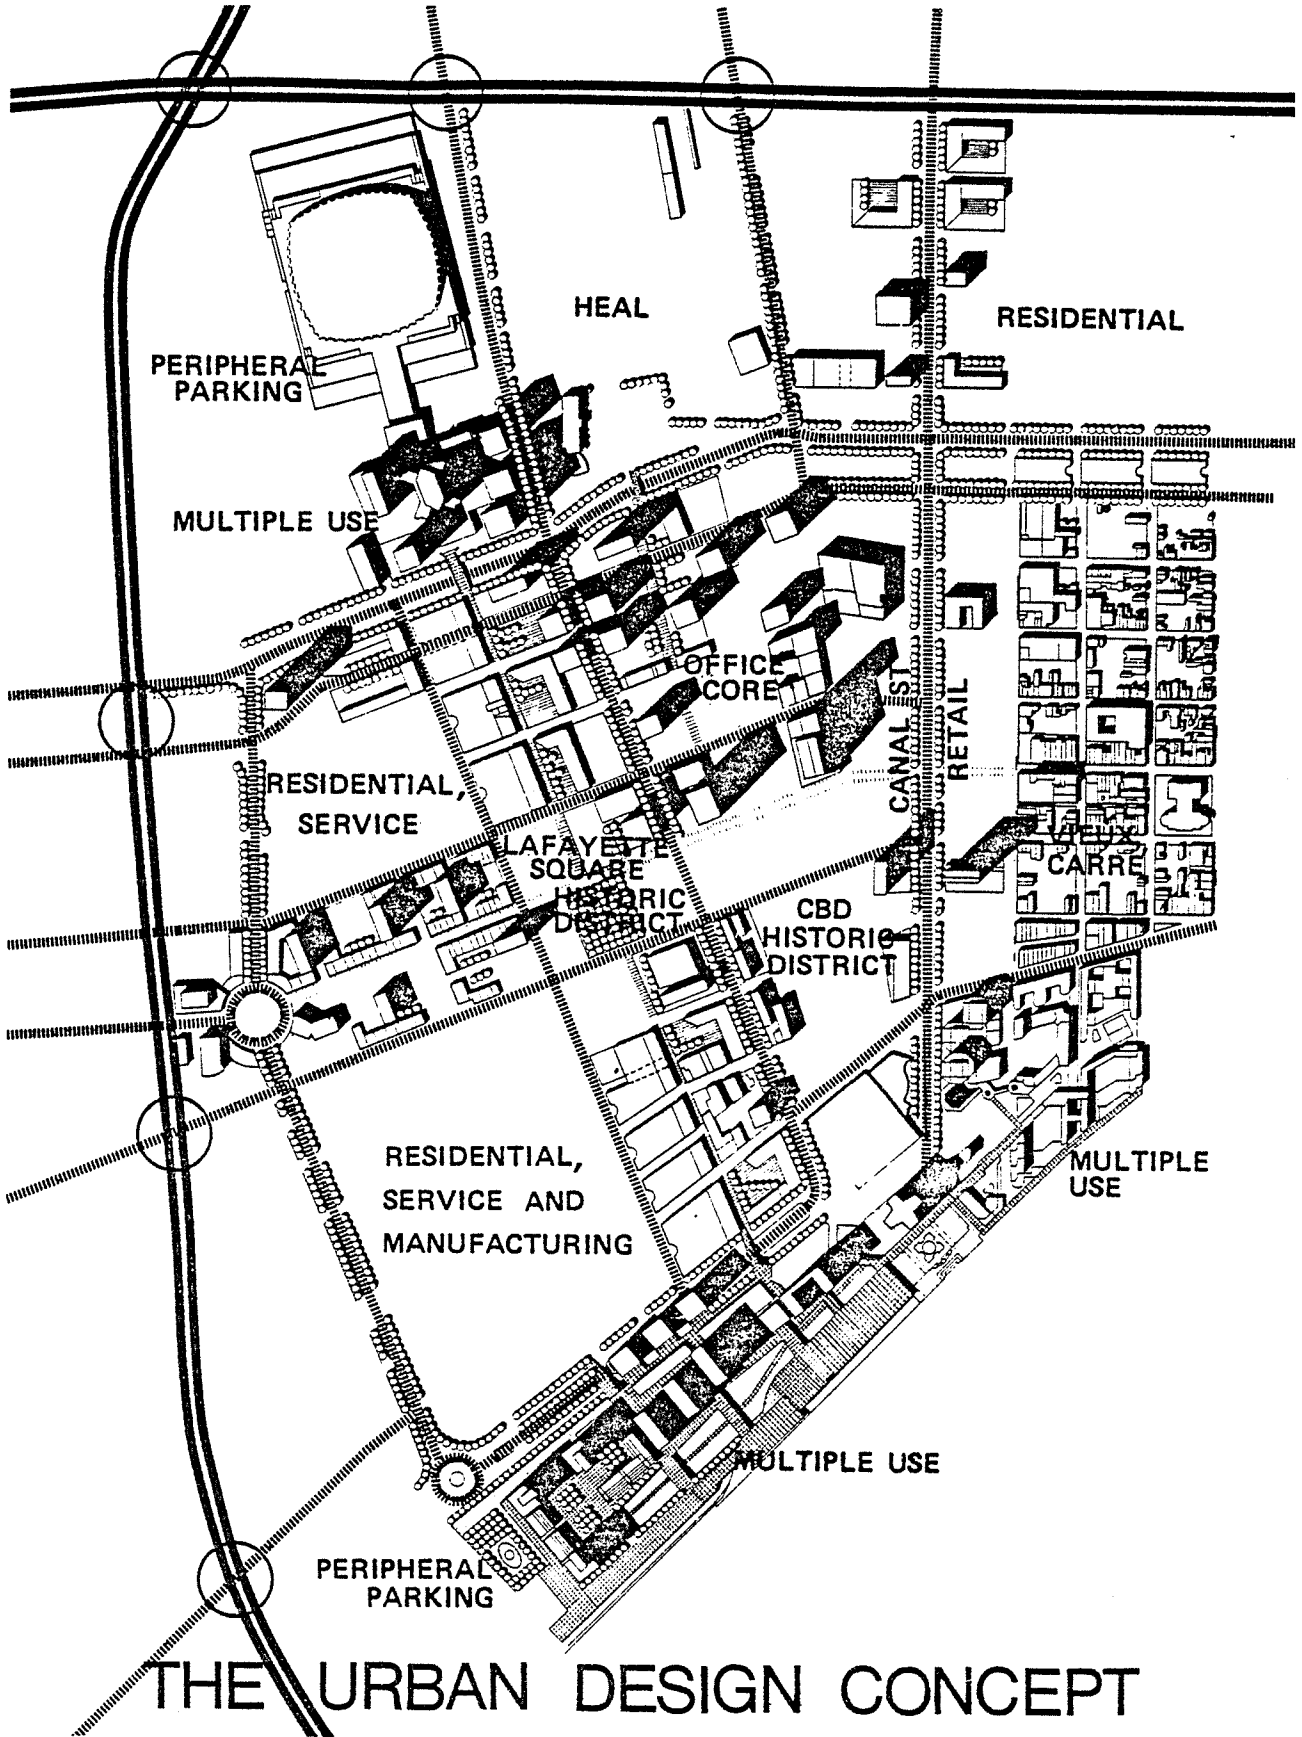 HEAL
RESIDENTIAL
PERIPHERAL
PARKING
MULTIPLE USE
OFFICE
CORE
CANAL ST
RETAIL
RESIDENTIAL,
SERVICE
LAFAYETTE
SQUARE
HISTORIC
DISTRICT
VIEUX
CARRE
CBD
HISTORIC
DISTRICT
RESIDENTIAL,
SERVICE AND
MANUFACTURING
MULTIPLE
USE
MULTIPLE USE
PERIPHERAL
PARKING
THE URBAN DESIGN CONCEPT